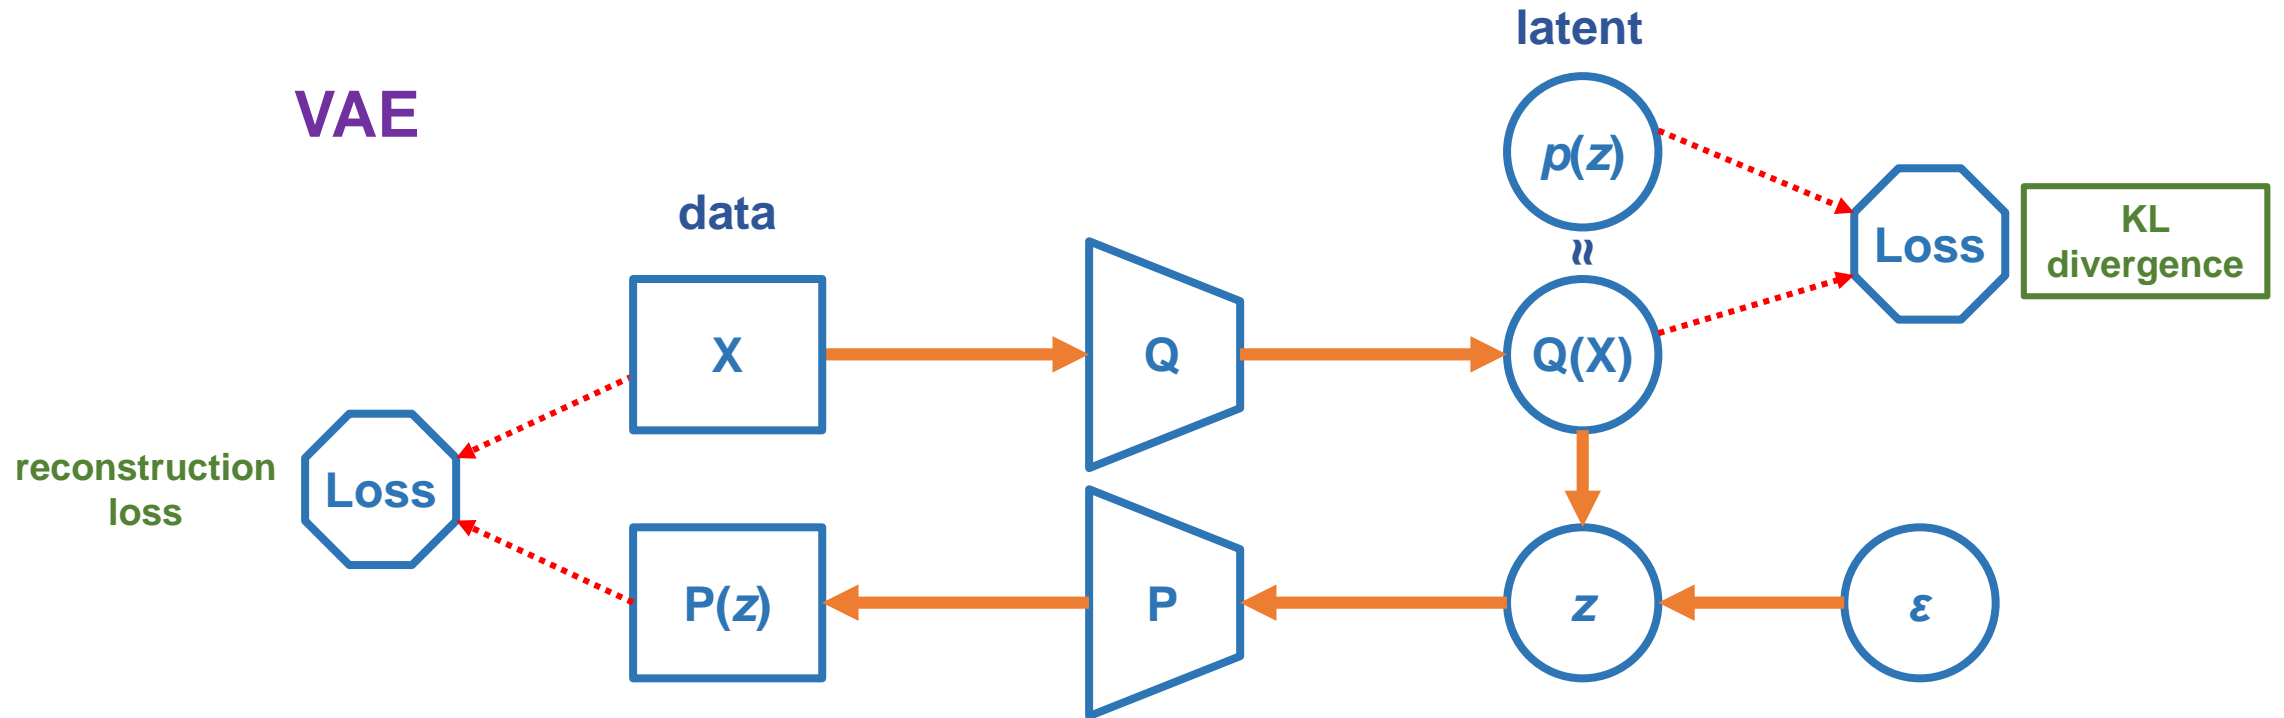 latent
VAE
p(z)
data
≈
Loss
KL
divergence
X
Q
Q(X)
reconstruction
loss
Loss
P(z)
P
z
ε